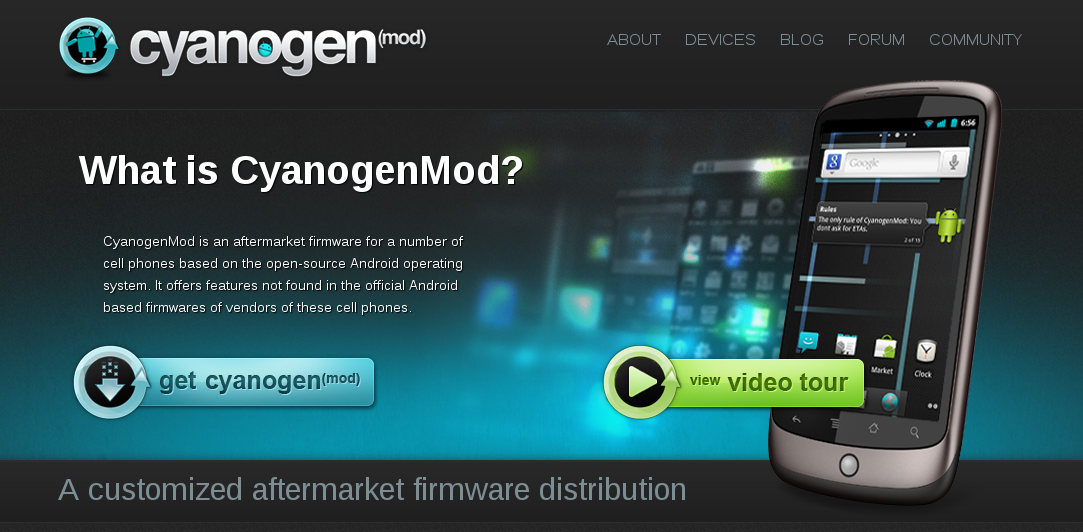 cyanogen(mod)
ABOUT DEVICES BLOG FORUM COMMUNITY
What is CyanogenMod?
CyanogenMod is an aftermarket firmware for a number of
cell phones based on the open-source Android operating
system. It offers features not found in the official Android
based firmwares of vendors of these cell phones.
get cyanogen(mod)
view video tour
6:56
8 Google
Rules
The only rule of CyanogenMod: You
dont ask for ETAs.
2 of 15
Market
Clock
A customized aftermarket firmware distribution